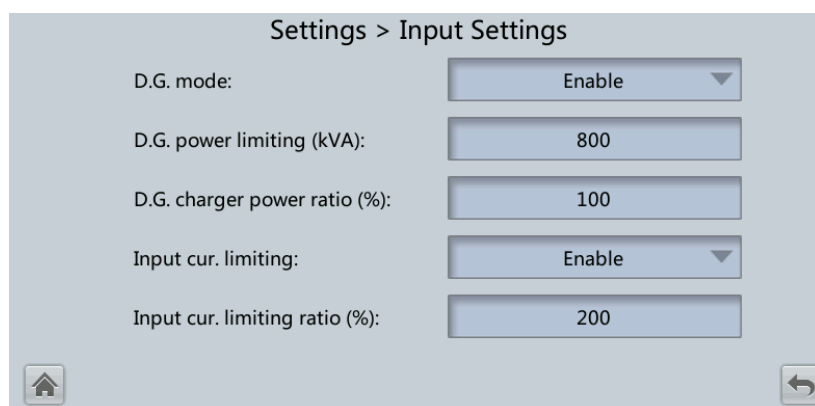 Settings > Input Settings
D.G. mode: Enable
D.G. power limiting (kVA): 800
D.G. charger power ratio (%): 100
Input cur. limiting: Enable
Input cur. limiting ratio (%): 200